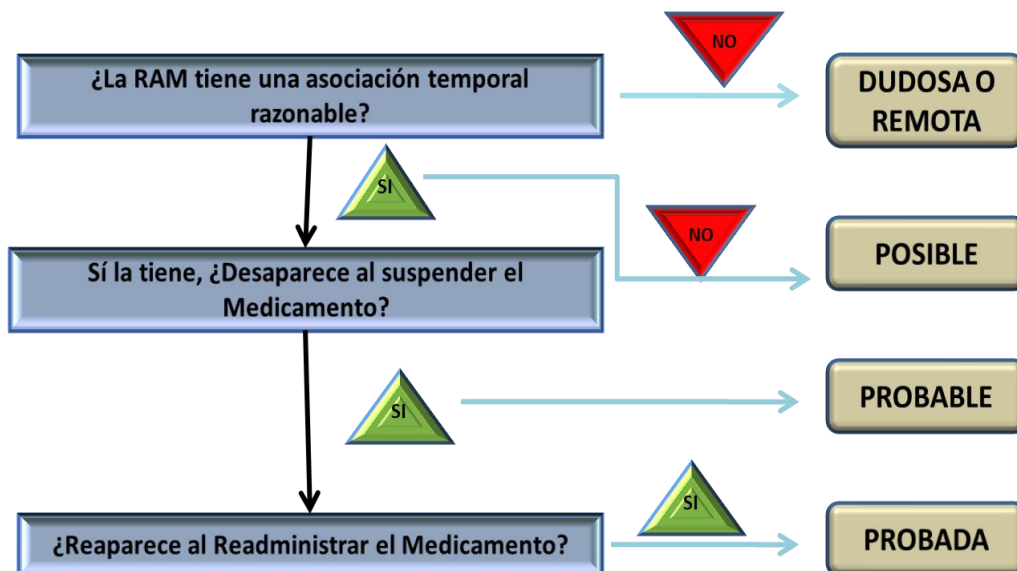 ¿La RAM tiene una asociación temporal
razonable?
NO
DUDOSA O
REMOTA
SI
NO
POSIBLE
Sí la tiene, ¿Desaparece al suspender el
Medicamento?
SI
PROBABLE
¿Reaparece al Readministrar el Medicamento?
SI
PROBADA